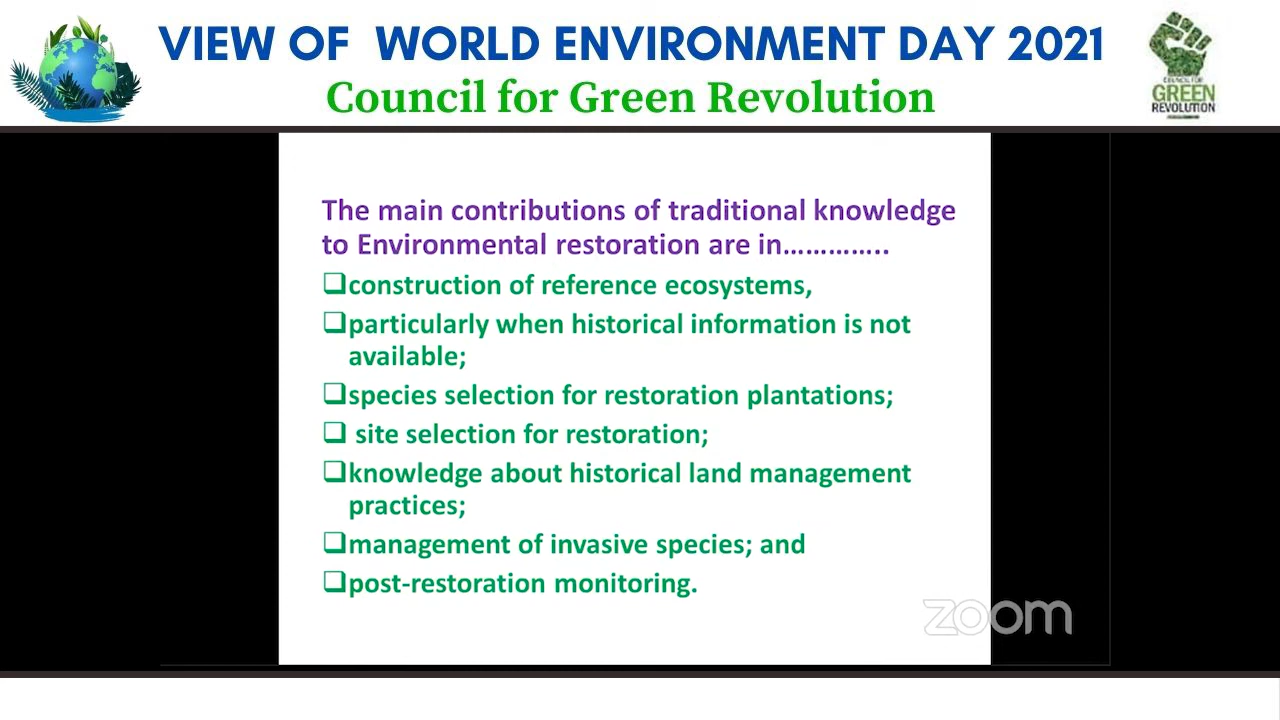 VIEW OF WORLD ENVIRONMENT DAY 2021
Council for Green Revolution
COUNCIL FOR
GREEN
REVOLUTION
The main contributions of traditional knowledge
to Environmental restoration are in…………..
❑construction of reference ecosystems,
❑particularly when historical information is not
available;
❑species selection for restoration plantations;
❑ site selection for restoration;
❑knowledge about historical land management
practices;
❑management of invasive species; and
❑post-restoration monitoring.
zoom